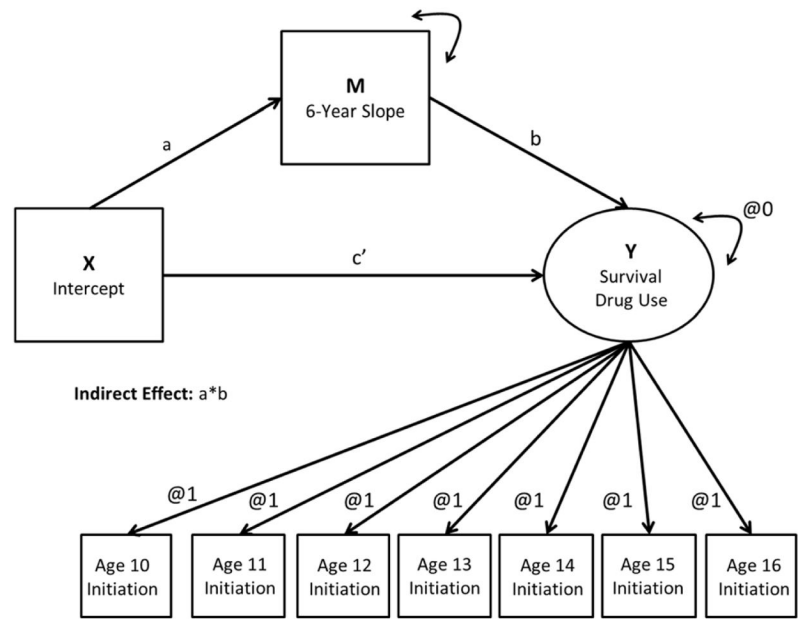 M
6-Year Slope
a
b
@0
X
Intercept
c’
Y
Survival
Drug Use
Indirect Effect: a*b
@1 @1 @1 @1 @1 @1 @1
Age 10 Initiation
Age 11 Initiation
Age 12 Initiation
Age 13 Initiation
Age 14 Initiation
Age 15 Initiation
Age 16 Initiation